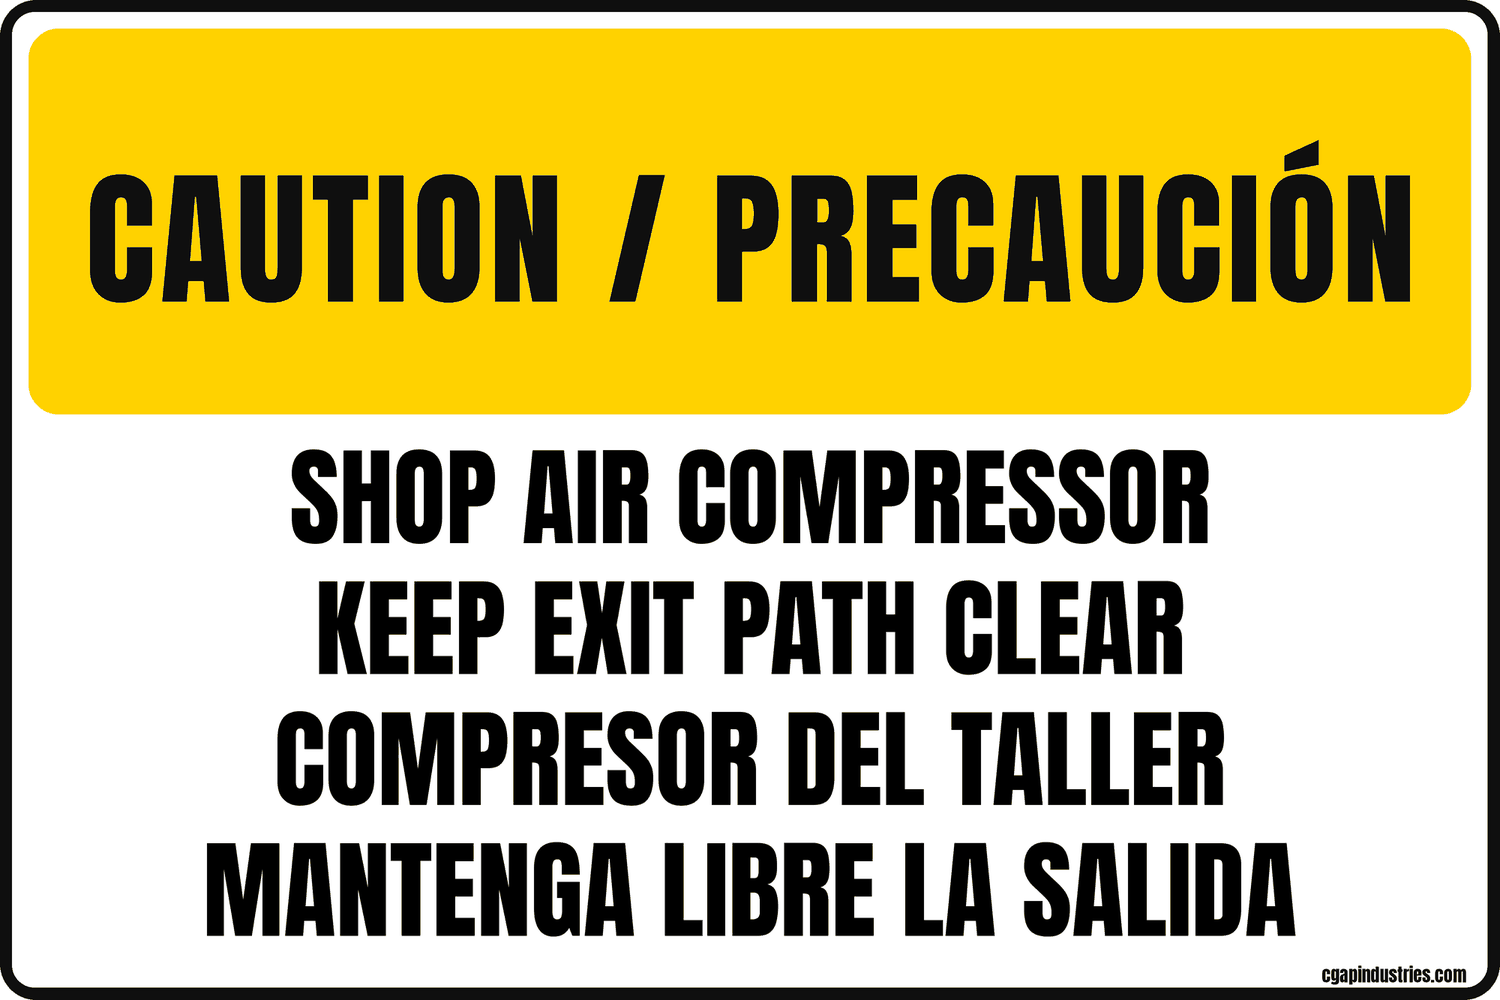 CAUTION / PRECAUCIÓN
SHOP AIR COMPRESSOR
KEEP EXIT PATH CLEAR
COMPRESOR DEL TALLER
MANTENGA LIBRE LA SALIDA
cgapindustries.com